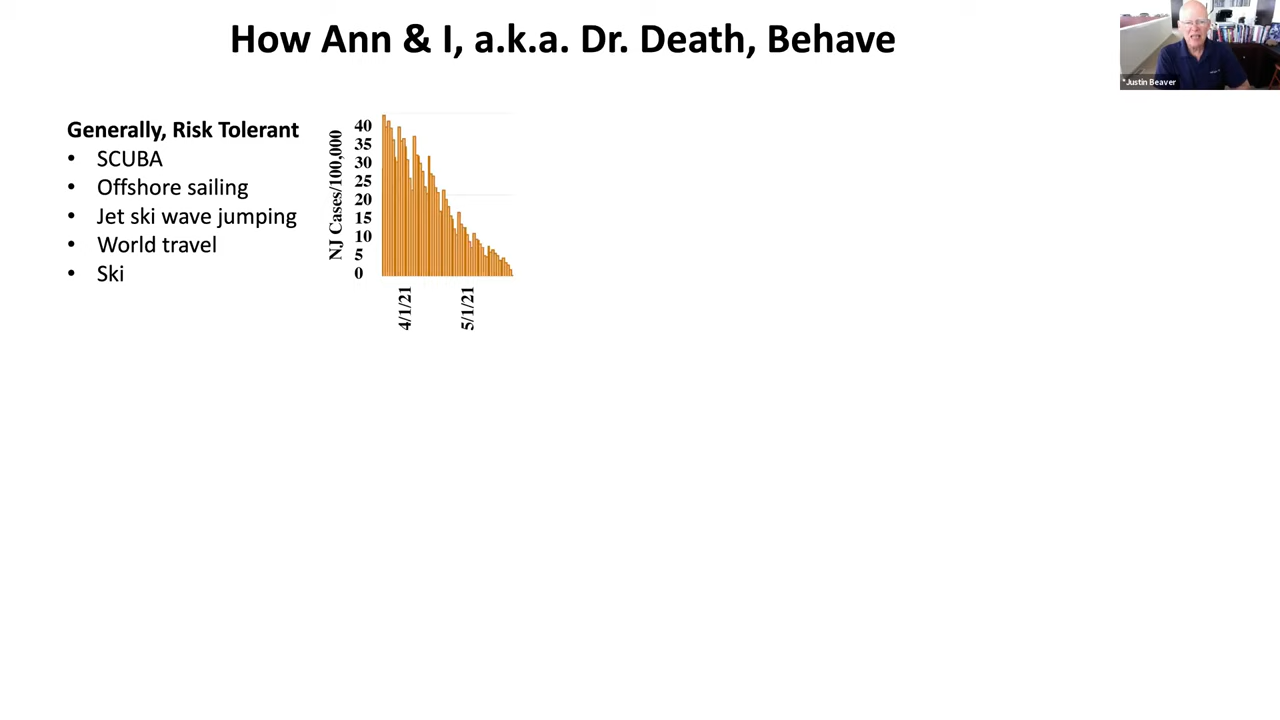 How Ann & I, a.k.a. Dr. Death, Behave
*Justin Beaver
Generally, Risk Tolerant
• SCUBA
• Offshore sailing
• Jet ski wave jumping
• World travel
• Ski
NJ Cases/100,000
40
35
30
25
20
15
10
5
0
4/1/21
5/1/21